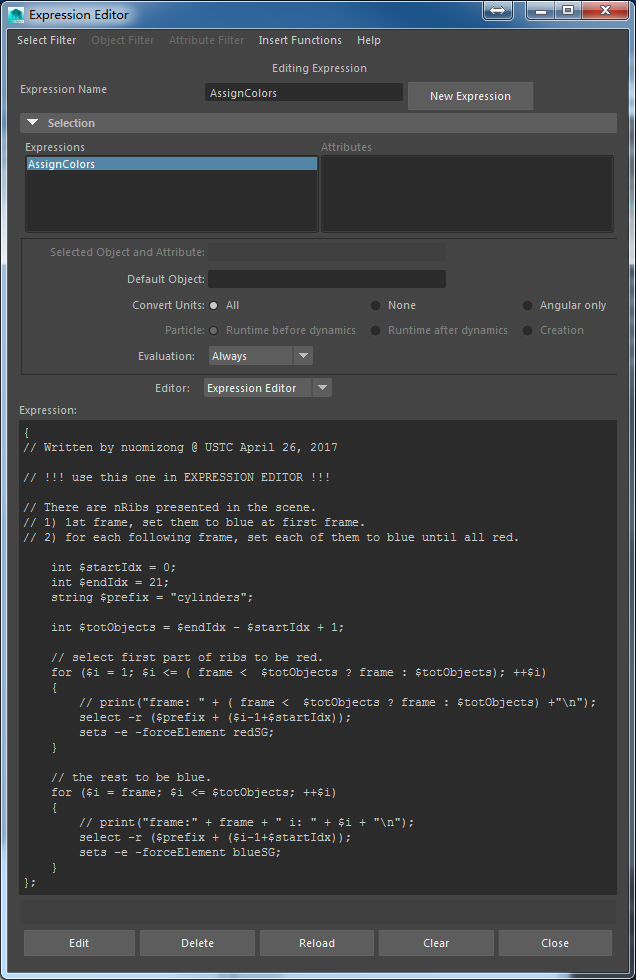 Expression Editor
Select Filter Object Filter Attribute Filter Insert Functions Help
Editing Expression
Expression Name AssignColors New Expression
Selection
Expressions Attributes
AssignColors
Selected Object and Attribute:
Default Object:
Convert Units: All None Angular only
Particle: Runtime before dynamics Runtime after dynamics Creation
Evaluation: Always
Editor: Expression Editor
Expression:
{
// Written by nuomizong @ USTC April 26, 2017
// !!! use this one in EXPRESSION EDITOR !!!
// There are nRibs presented in the scene.
// 1) 1st frame, set them to blue at first frame.
// 2) for each following frame, set each of them to blue until all red.
int $startIdx = 0;
int $endIdx = 21;
string $prefix = "cylinders";
int $totObjects = $endIdx - $startIdx + 1;
// select first part of ribs to be red.
for ($i = 1; $i <= ( frame <  $totObjects ? frame : $totObjects); ++$i)
{
// print("frame: " + ( frame <  $totObjects ? frame : $totObjects) +"\n");
select -r ($prefix + ($i-1+$startIdx));
sets -e -forceElement redSG;
}
// the rest to be blue.
for ($i = frame; $i <= $totObjects; ++$i)
{
// print("frame:" + frame + " i: " + $i + "\n");
select -r ($prefix + ($i-1+$startIdx));
sets -e -forceElement blueSG;
}
};
Edit Delete Reload Clear Close